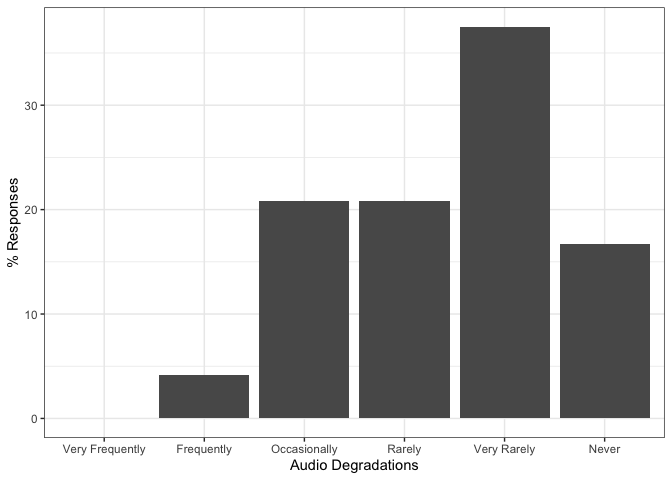 % Responses
30
20
10
0
Very Frequently Frequently Occasionally Rarely Very Rarely Never
Audio Degradations